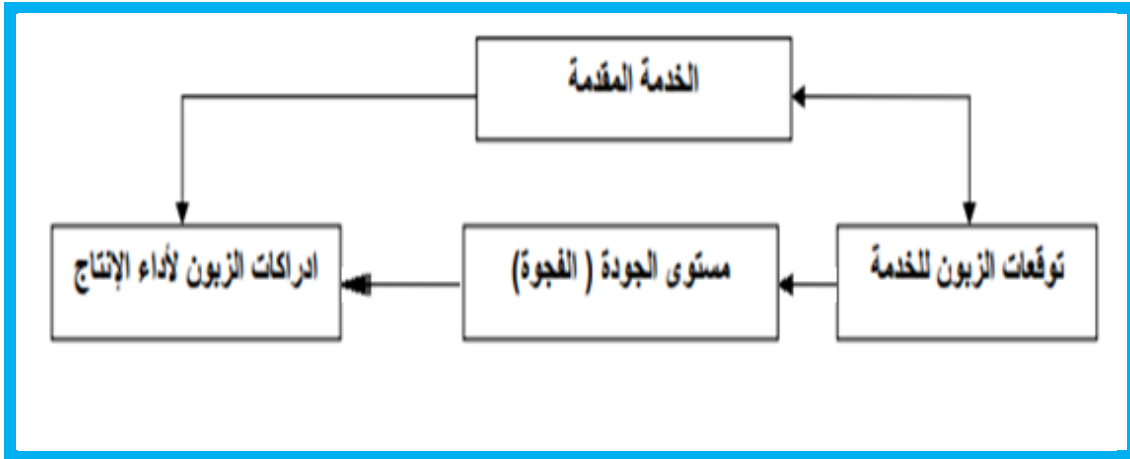 الخدمة المقدمة
توقعات الزبون للخدمة
مستوى الجودة ( الفجوة)
ادراكات الزبون لأداء الإنتاج